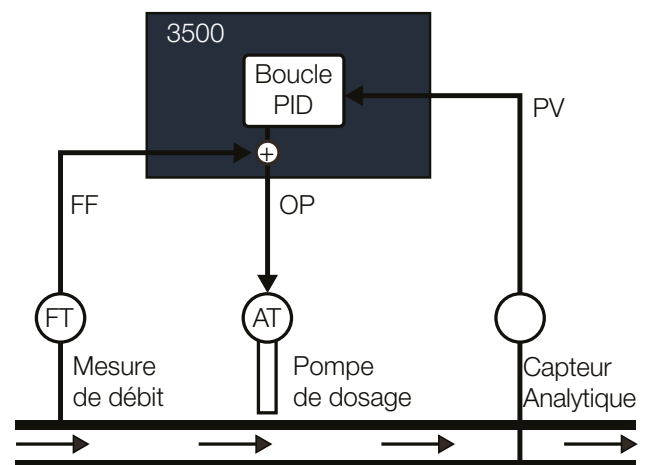 3500
Boucle
PID
+
PV
FF
OP
FT
AT
Mesure
de débit
Pompe
de dosage
Capteur
Analytique